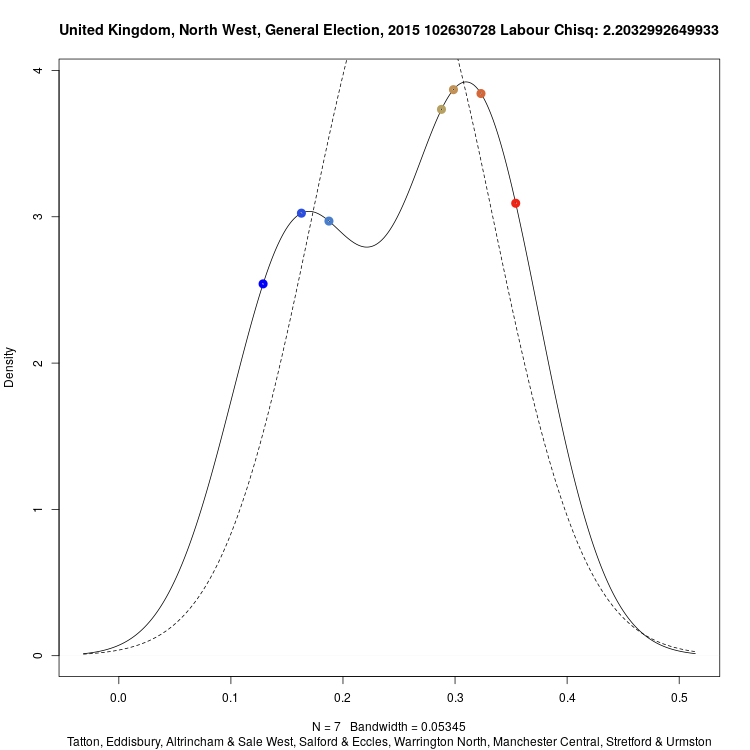 United Kingdom, North West, General Election, 2015 102630728 Labour Chisq: 2.2032992649933
4
3
2
1
0
Density
0.0 0.1 0.2 0.3 0.4 0.5
N = 7 Bandwidth = 0.05345
Tatton, Eddisbury, Altrincham & Sale West, Salford & Eccles, Warrington North, Manchester Central, Stretford & Urmston